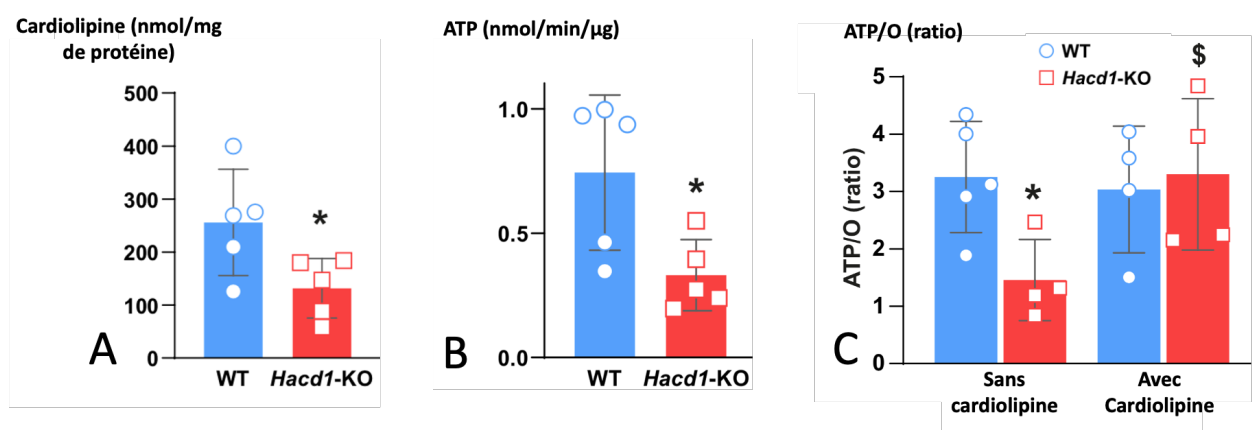 Cardiolipine (nmol/mg
de protéine)
500
400
300
200
100
0
*
A
WT Hacd1-KO
ATP (nmol/min/µg)
1.0
0.5
0.0
*
B
WT Hacd1-KO
ATP/O (ratio)
WT
Hacd1-KO
$
ATP/O (ratio)
5
4
3
2
1
0
*
C
Sans
cardiolipine
Avec
Cardiolipine